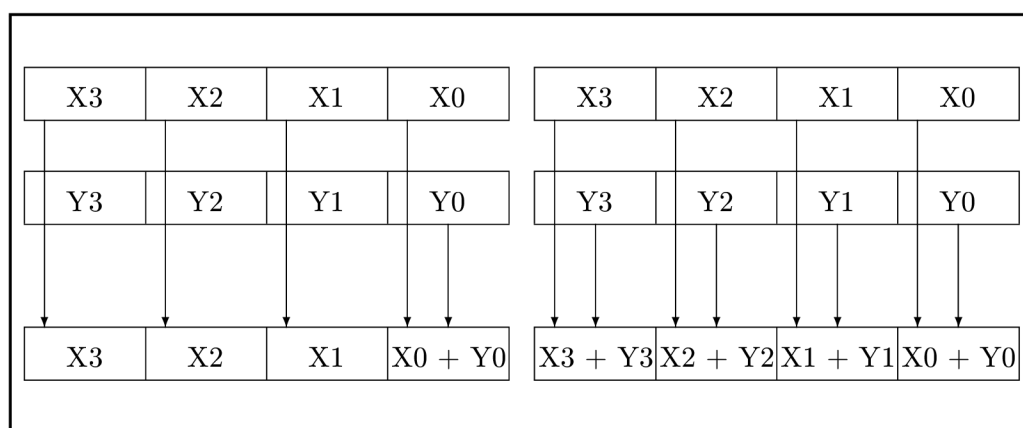 X3 X2 X1 X0 X3 X2 X1 X0
Y3 Y2 Y1 Y0 Y3 Y2 Y1 Y0
X3 X2 X1 X0 + Y0 X3 + Y3 X2 + Y2 X1 + Y1 X0 + Y0